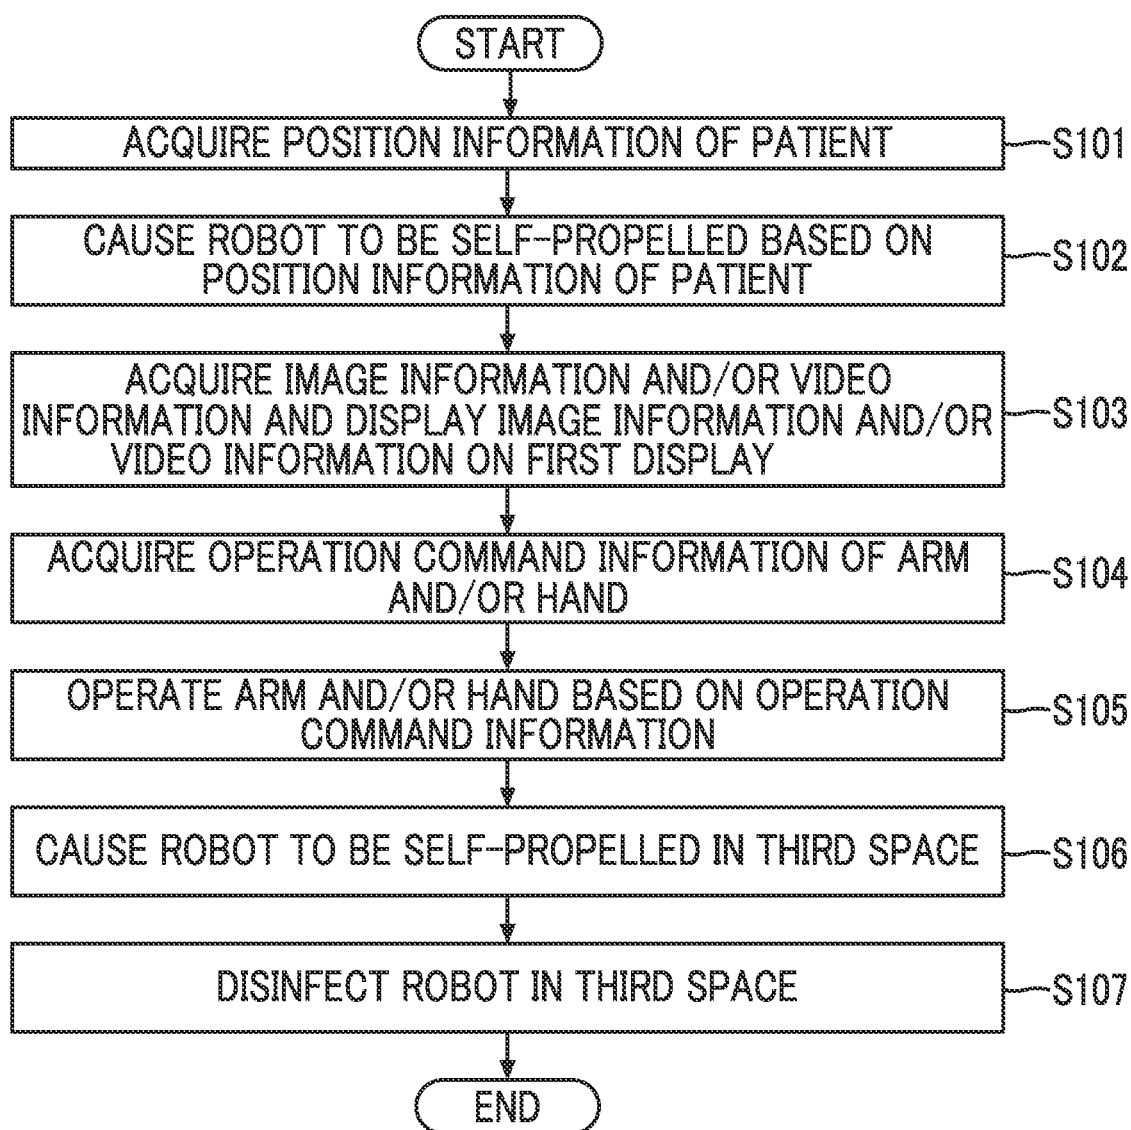 START
ACQUIRE POSITION INFORMATION OF PATIENT
S101
CAUSE ROBOT TO BE SELF-PROPELLED BASED ON
POSITION INFORMATION OF PATIENT
S102
ACQUIRE IMAGE INFORMATION AND/OR VIDEO
INFORMATION AND DISPLAY IMAGE INFORMATION AND/OR
VIDEO INFORMATION ON FIRST DISPLAY
S103
ACQUIRE OPERATION COMMAND INFORMATION OF ARM
AND/OR HAND
S104
OPERATE ARM AND/OR HAND BASED ON OPERATION
COMMAND INFORMATION
S105
CAUSE ROBOT TO BE SELF-PROPELLED IN THIRD SPACE
S106
DISINFECT ROBOT IN THIRD SPACE
S107
END